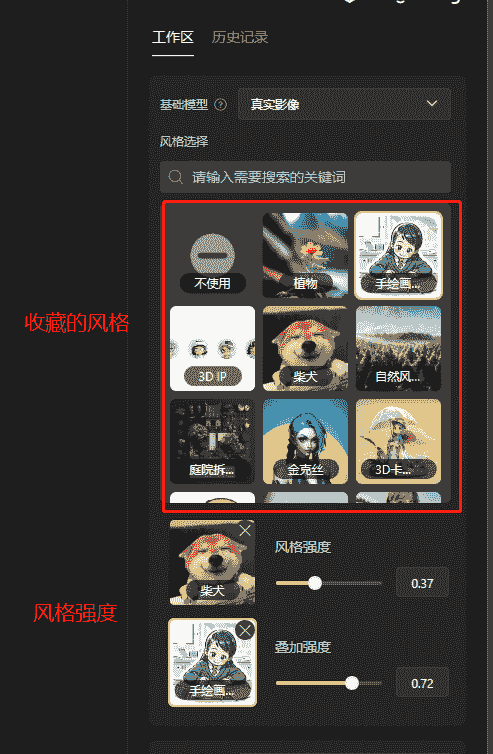 工作区 历史记录
基础模型 ? 真实影像
风格选择
请输入需要搜索的关键词
不使用 植物 手绘画...
收藏的风格
3D IP 柴犬 自然风...
庭院拆... 金克丝 3D卡...
风格强度
柴犬 0.37
风格强度
叠加强度
手绘画... 0.72